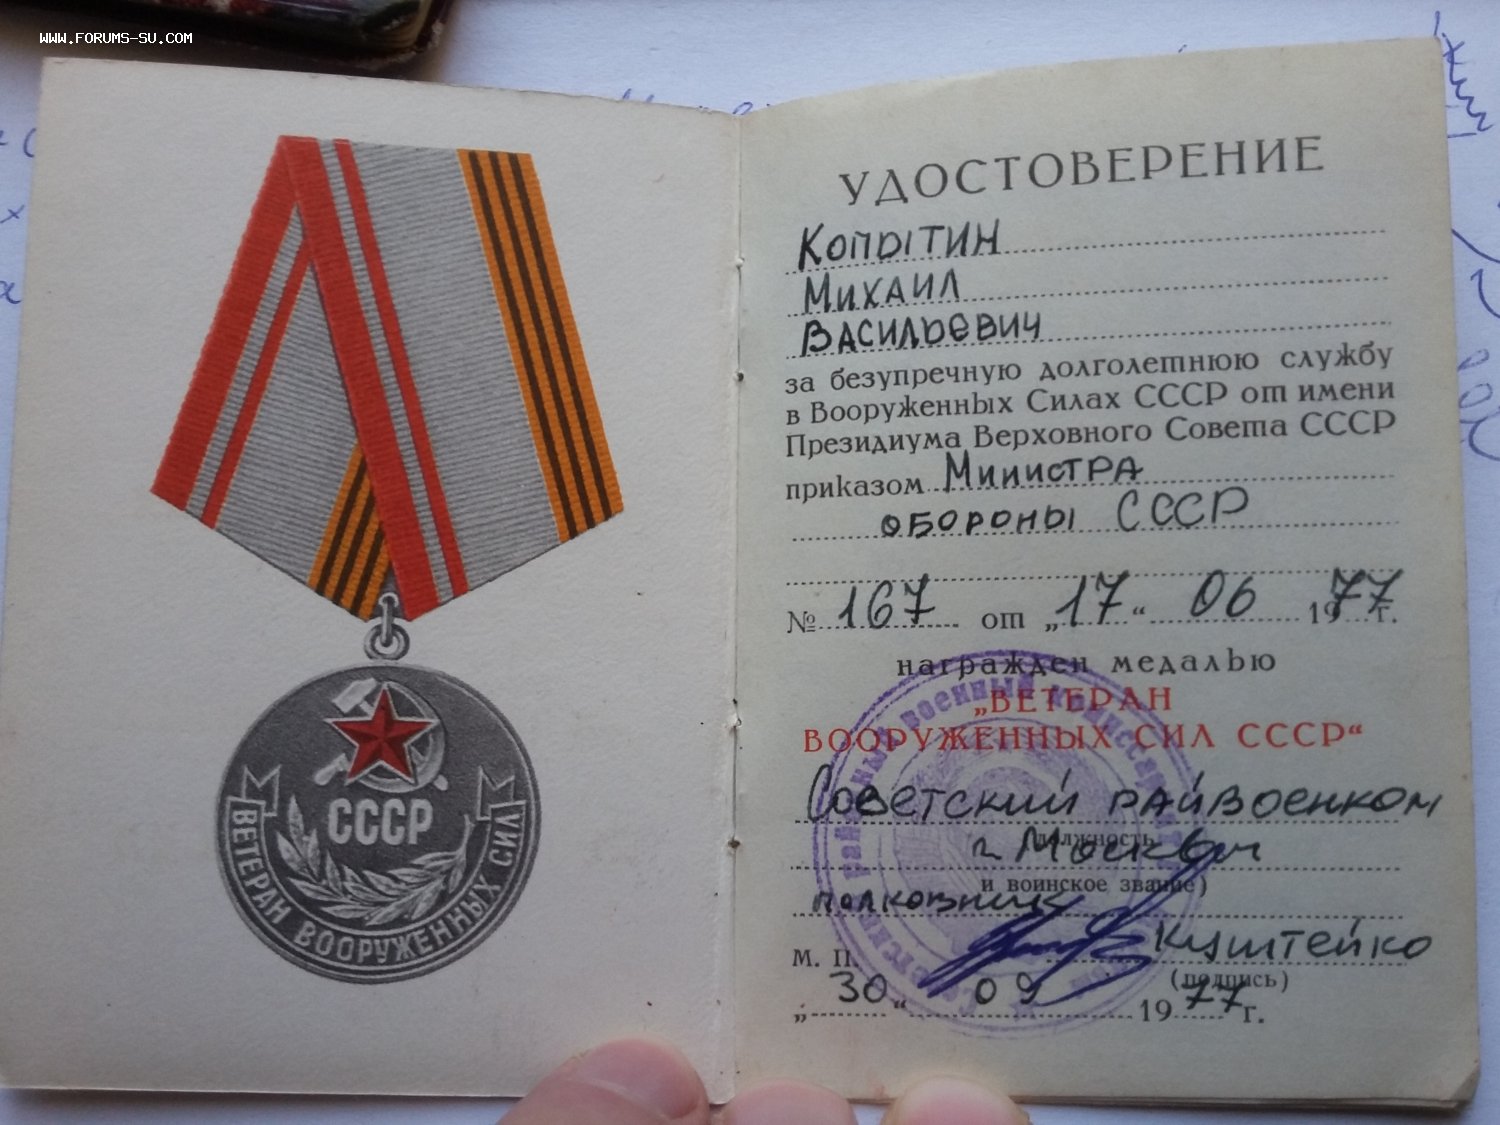 WWW.FORUMS-SU.COM
СССР
ВЕТЕРАН ВООРУЖЕННЫХ СИЛ
УДОСТОВЕРЕНИЕ
Копытин
Михаил
Васильевич
за безупречную долголетнюю службу
в Вооруженных Силах СССР от имени
Президиума Верховного Совета СССР
приказом Министра
обороны СССР
№ 167 от „17“ 06 1977 г.
награжден медалью
„ВЕТЕРАН
ВООРУЖЕННЫХ СИЛ СССР“
Советский райвоенком
должность
г. Москвы
и воинское звание)
полковник
М. П. Куштейко
(подпись)
„30“ 09 1977 г.